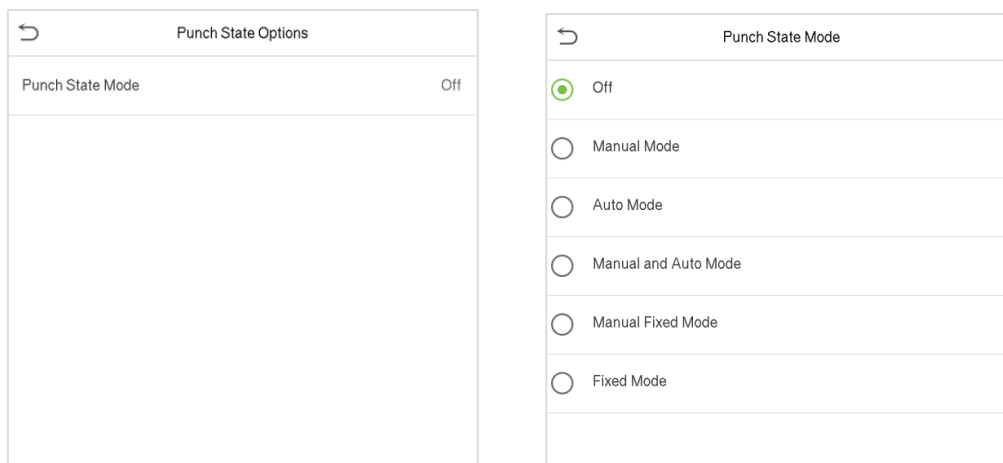 Punch State Options
Punch State Mode Off
Punch State Mode
Off
Manual Mode
Auto Mode
Manual and Auto Mode
Manual Fixed Mode
Fixed Mode